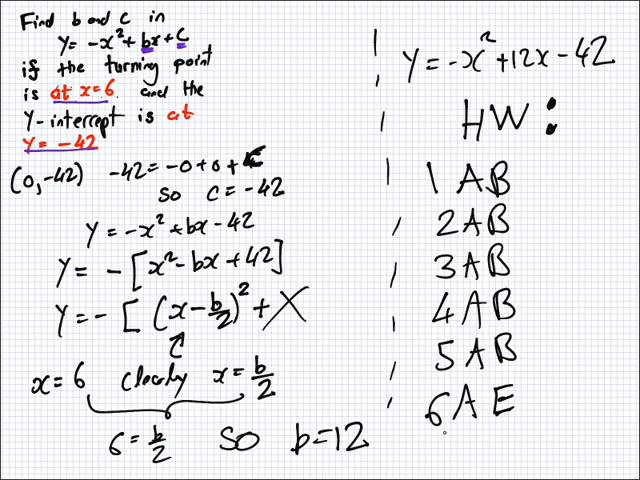 Find b and c in
Y = -x² + bx + c
if the turning point
is at x=6 and the
Y-intercept is at
Y = -42
(0,-42) -42 = -0+0+c
so c = -42
Y = -x² + bx - 42
Y = - [x² - bx + 42]
Y = - [(x - b/2)² +
x = 6 clearly x = b/2
6 = b/2 so b = 12
Y = -x² + 12x - 42
HW :
1 AB
2 AB
3 AB
4 AB
5 AB
6 A E